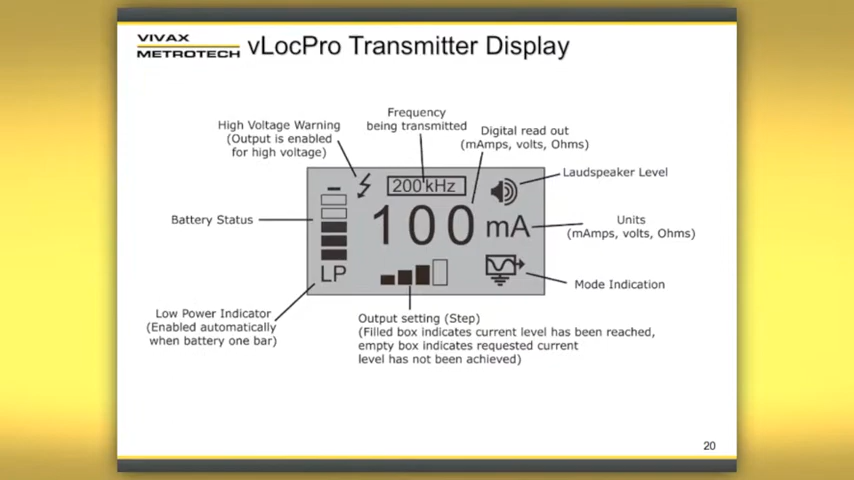 VIVAX
METROTECH
vLocPro Transmitter Display
Frequency
being transmitted
High Voltage Warning
(Output is enabled
for high voltage)
Digital read out
(mAmps, volts, Ohms)
Laudspeaker Level
200 kHz
Battery Status
100
mA
Units
(mAmps, volts, Ohms)
LP
Mode Indication
Low Power Indicator
(Enabled automatically
when battery one bar)
Output setting (Step)
(Filled box indicates current level has been reached,
empty box indicates requested current
level has not been achieved)
20